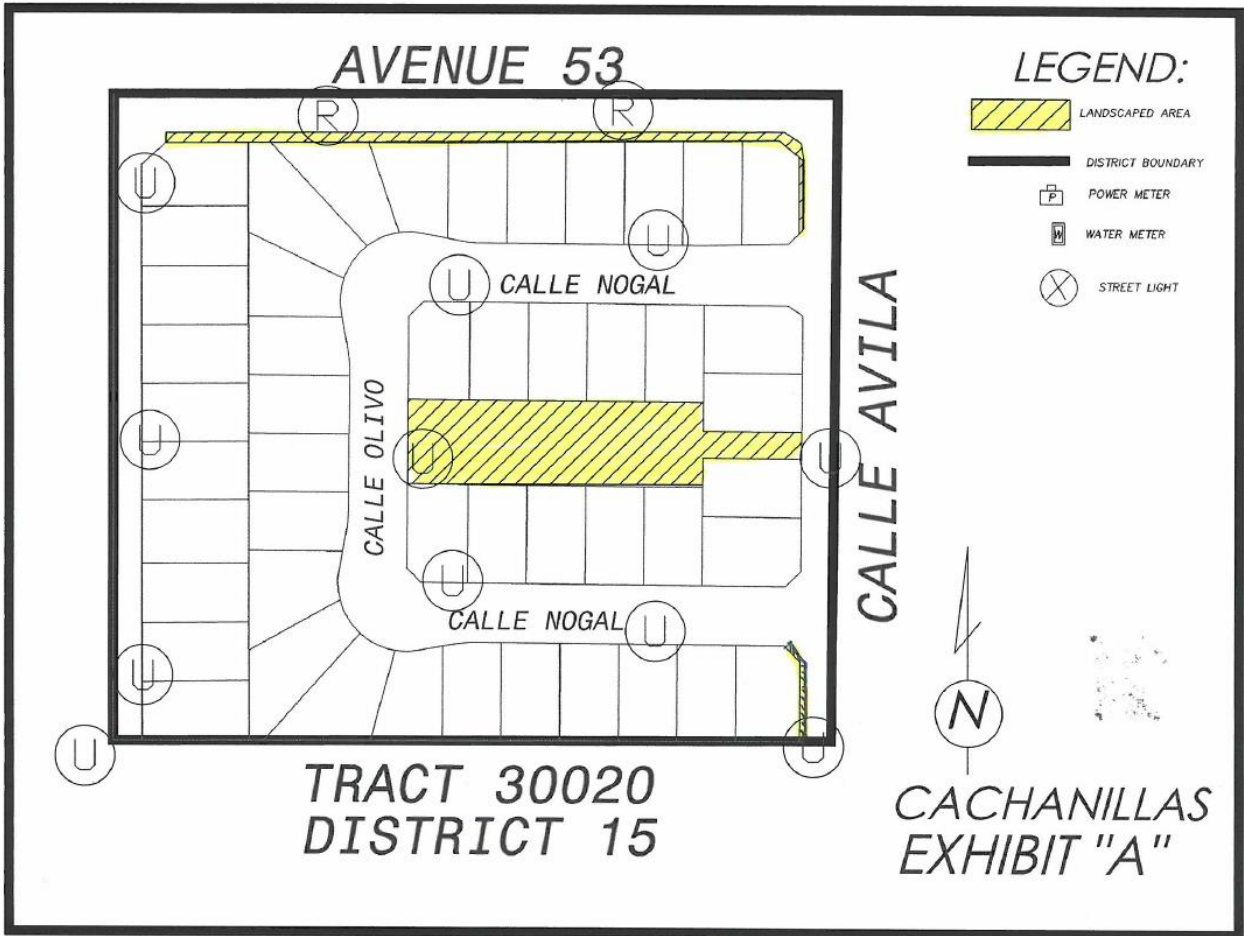 AVENUE 53
LEGEND:
LANDSCAPED AREA
DISTRICT BOUNDARY
P
POWER METER
W
WATER METER
X
STREET LIGHT
R
R
U
U
U
CALLE NOGAL
CALLE OLIVO
CALLE AVILA
U
U
U
U
CALLE NOGAL
U
U
U
U
N
TRACT 30020
DISTRICT 15
CACHANILLAS
EXHIBIT "A"